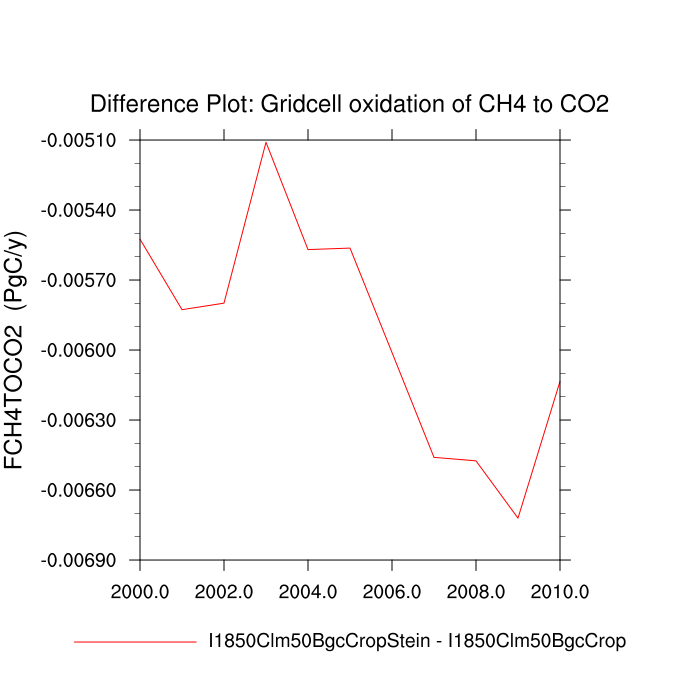 Difference Plot: Gridcell oxidation of CH4 to CO2
FCH4TOCO2 (PgC/y)
-0.00510
-0.00540
-0.00570
-0.00600
-0.00630
-0.00660
-0.00690
2000.0 2002.0 2004.0 2006.0 2008.0 2010.0
I1850Clm50BgcCropStein - I1850Clm50BgcCrop